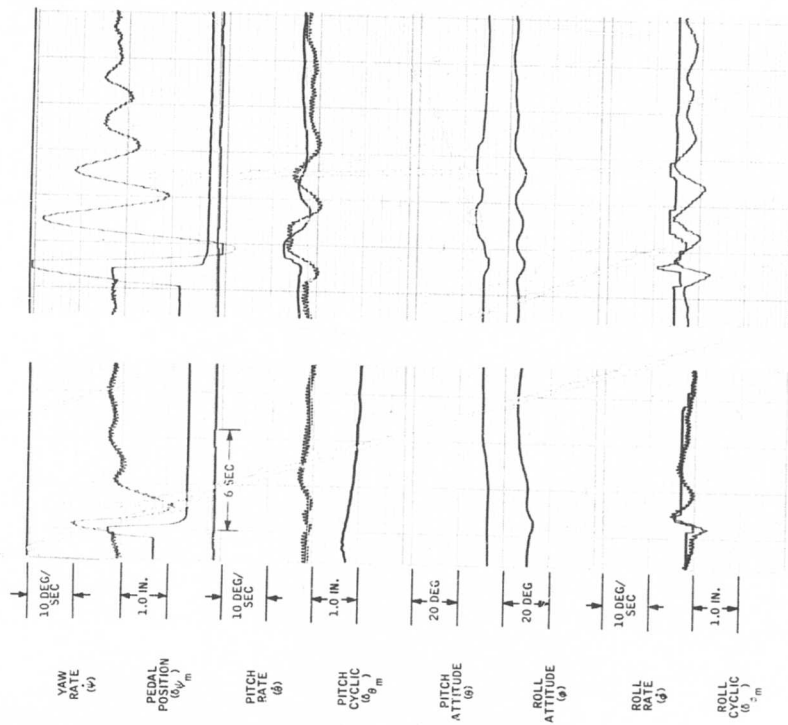 YAW
RATE
(ψ̇)
10 DEG/
SEC
PEDAL
POSITION
(δψm)
1.0 IN.
PITCH
RATE
(θ̇)
10 DEG/
SEC
PITCH
CYCLIC
(δθm)
1.0 IN.
PITCH
ATTITUDE
(θ)
20 DEG
ROLL
ATTITUDE
(φ)
20 DEG
ROLL
RATE
(φ̇)
10 DEG/
SEC
ROLL
CYCLIC
1.0 IN.
6 SEC